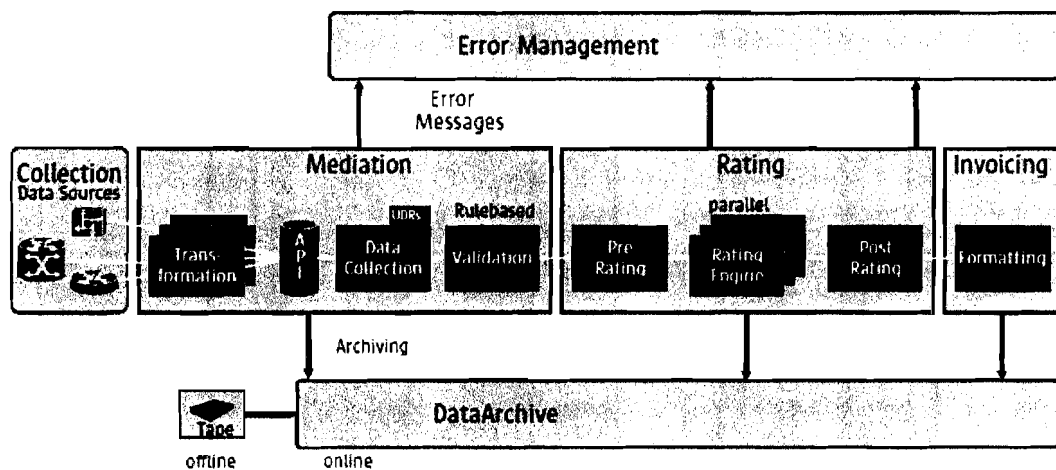 Error Management
Error
Messages
Collection
Data Sources
Mediation
Trans-
formation
API
UDRs
Data
Collection
Rulebased
Validation
Rating
Pre
Rating
parallel
Rating
Engine
Post
Rating
Invoicing
Formatting
Archiving
DataArchive
Tape
offline
online